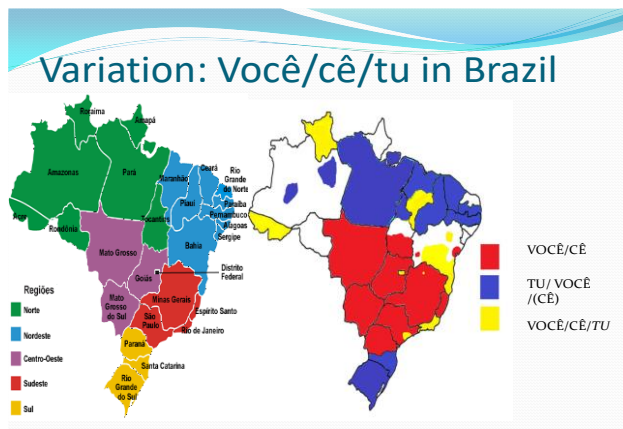 Variation: Você/cê/tu in Brazil
Roraima
Amapá
Amazonas
Pará
Maranhão
Ceará
Rio
Grande
do Norte
Paraíba
Piauí
Pernambuco
Acre
Alagoas
Tocantins
Sergipe
Rondônia
Bahia
Mato Grosso
Distrito
Federal
Goiás
Regiões
Mato
Grosso
do Sul
Minas Gerais
Espírito Santo
São
Paulo
Rio de Janeiro
Norte
Nordeste
Paraná
Centro-Oeste
Santa Catarina
Sudeste
Rio
Grande
do Sul
Sul
VOCÊ/CÊ
TU/ VOCÊ
/(CÊ)
VOCÊ/CÊ/TU